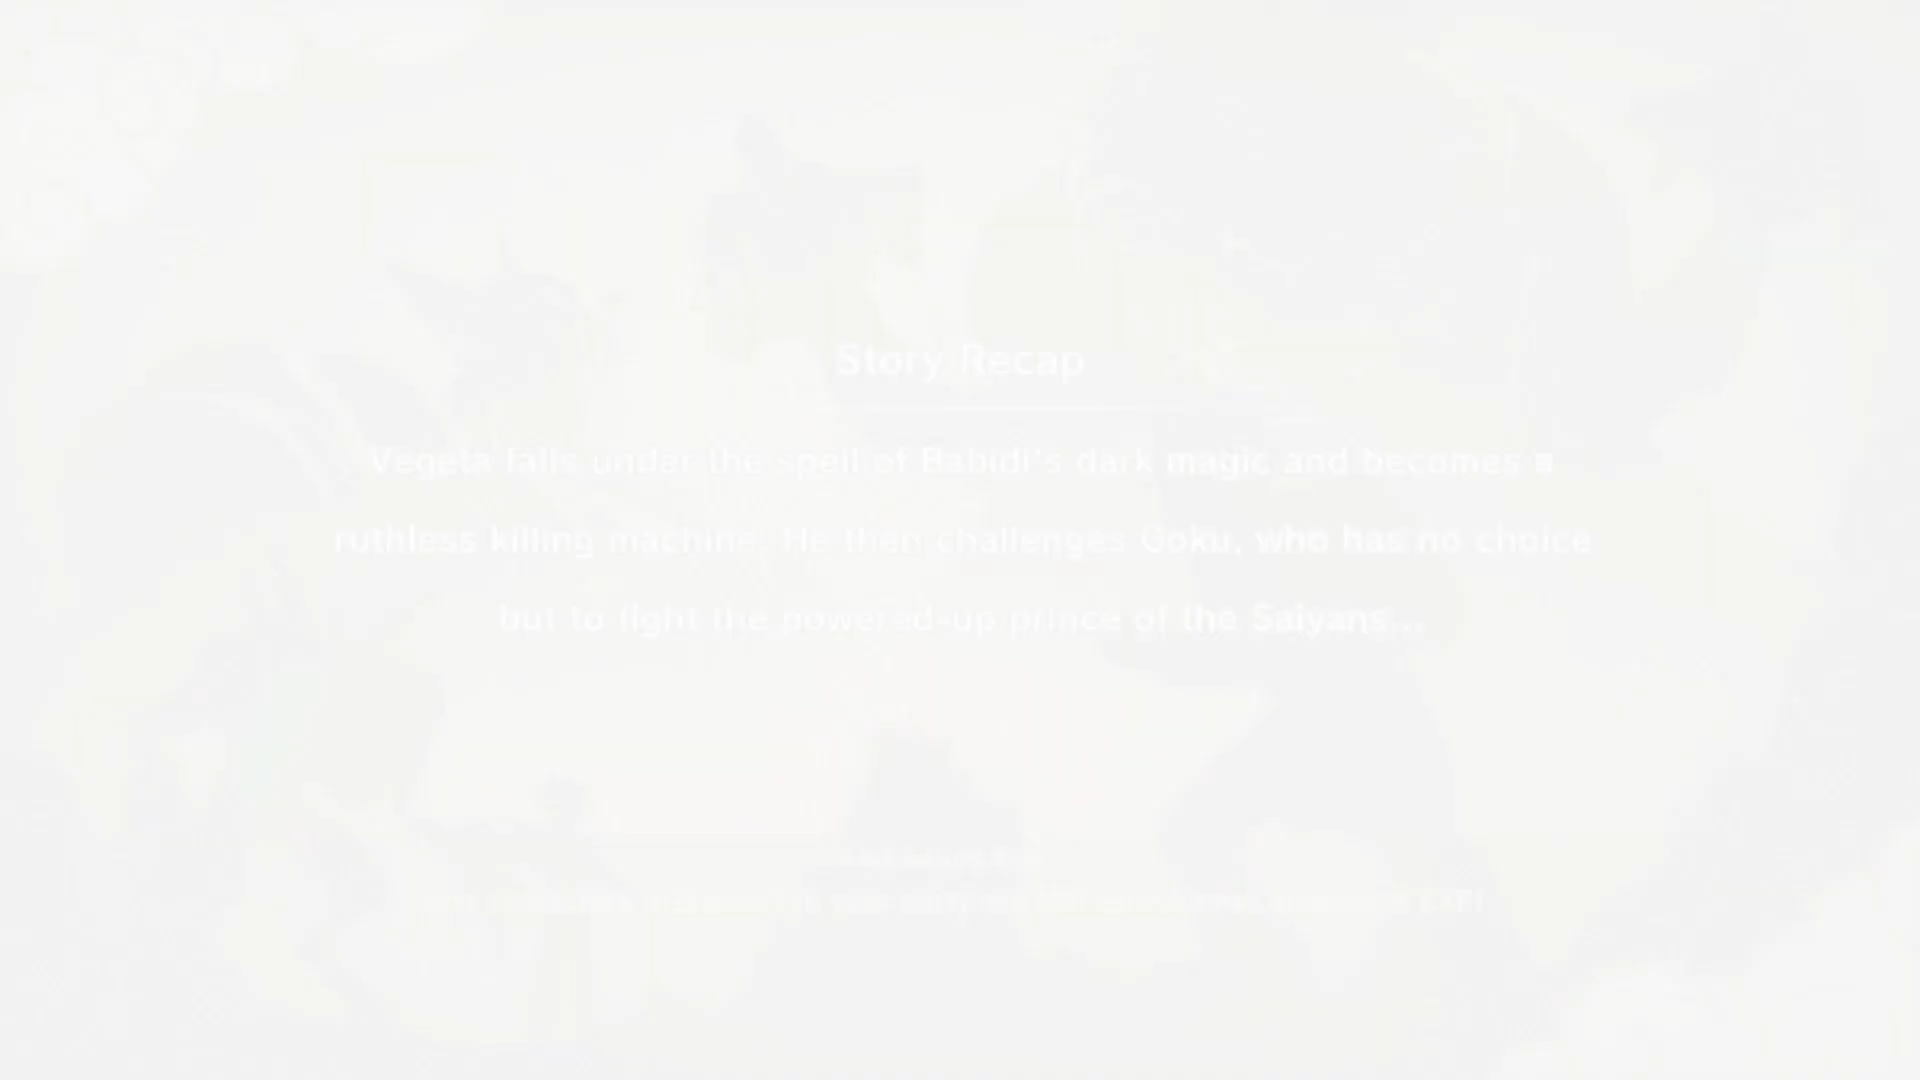 Story Recap
Vegeta falls under the spell of Babidi's dark magic and becomes a
ruthless killing machine! He then challenges Goku, who has no choice
but to fight the powered-up prince of the Saiyans...